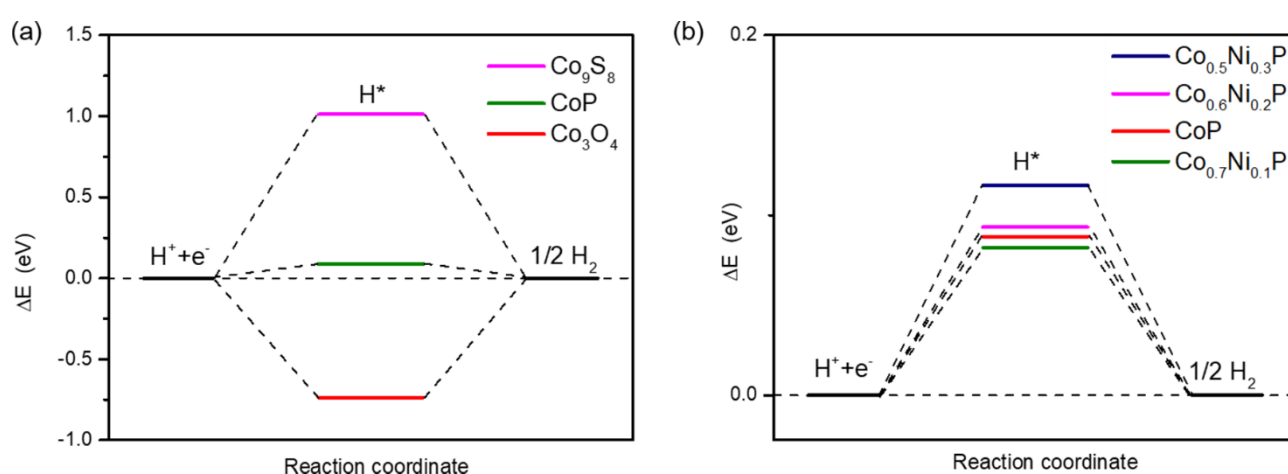 (a)
1.5
1.0
0.5
0.0
-0.5
-1.0
ΔE (eV)
Co₉S₈
CoP
Co₃O₄
H*
H⁺+e⁻
1/2 H₂
Reaction coordinate
(b)
0.2
0.0
ΔE (eV)
Co₀.₅Ni₀.₃P
Co₀.₆Ni₀.₂P
CoP
Co₀.₇Ni₀.₁P
H*
H⁺+e⁻
1/2 H₂
Reaction coordinate